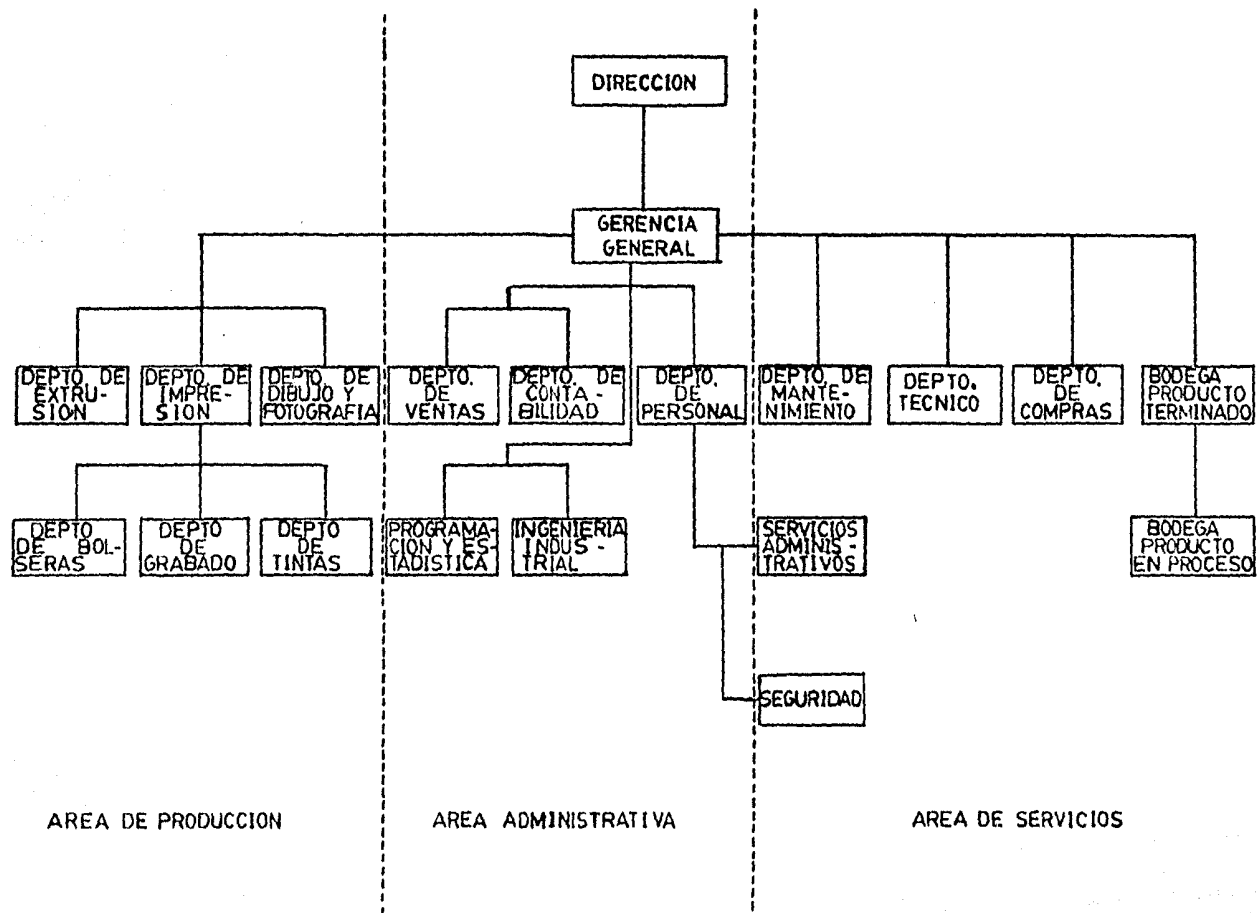 DIRECCION
GERENCIA
GENERAL
DEPTO. DE
EXTRU-
SION
DEPTO. DE
IMPRE-
SION
DEPTO. DE
DIBUJO Y
FOTOGRAFIA
DEPTO.
DE
VENTAS
DEPTO. DE
CONTA-
BILIDAD
DEPTO.
DE
PERSONAL
DEPTO. DE
MANTE-
NIMIENTO
DEPTO.
TECNICO
DEPTO.
DE
COMPRAS
BODEGA
PRODUCTO
TERMINADO
DEPTO
DE BOL-
SERAS
DEPTO
DE
GRABADO
DEPTO
DE
TINTAS
PROGRAMA-
CION Y ES-
TADISTICA
INGENIERIA
INDUS-
TRIAL
SERVICIOS
ADMINIS-
TRATIVOS
BODEGA
PRODUCTO
EN PROCESO
SEGURIDAD
AREA DE PRODUCCION
AREA ADMINISTRATIVA
AREA DE SERVICIOS